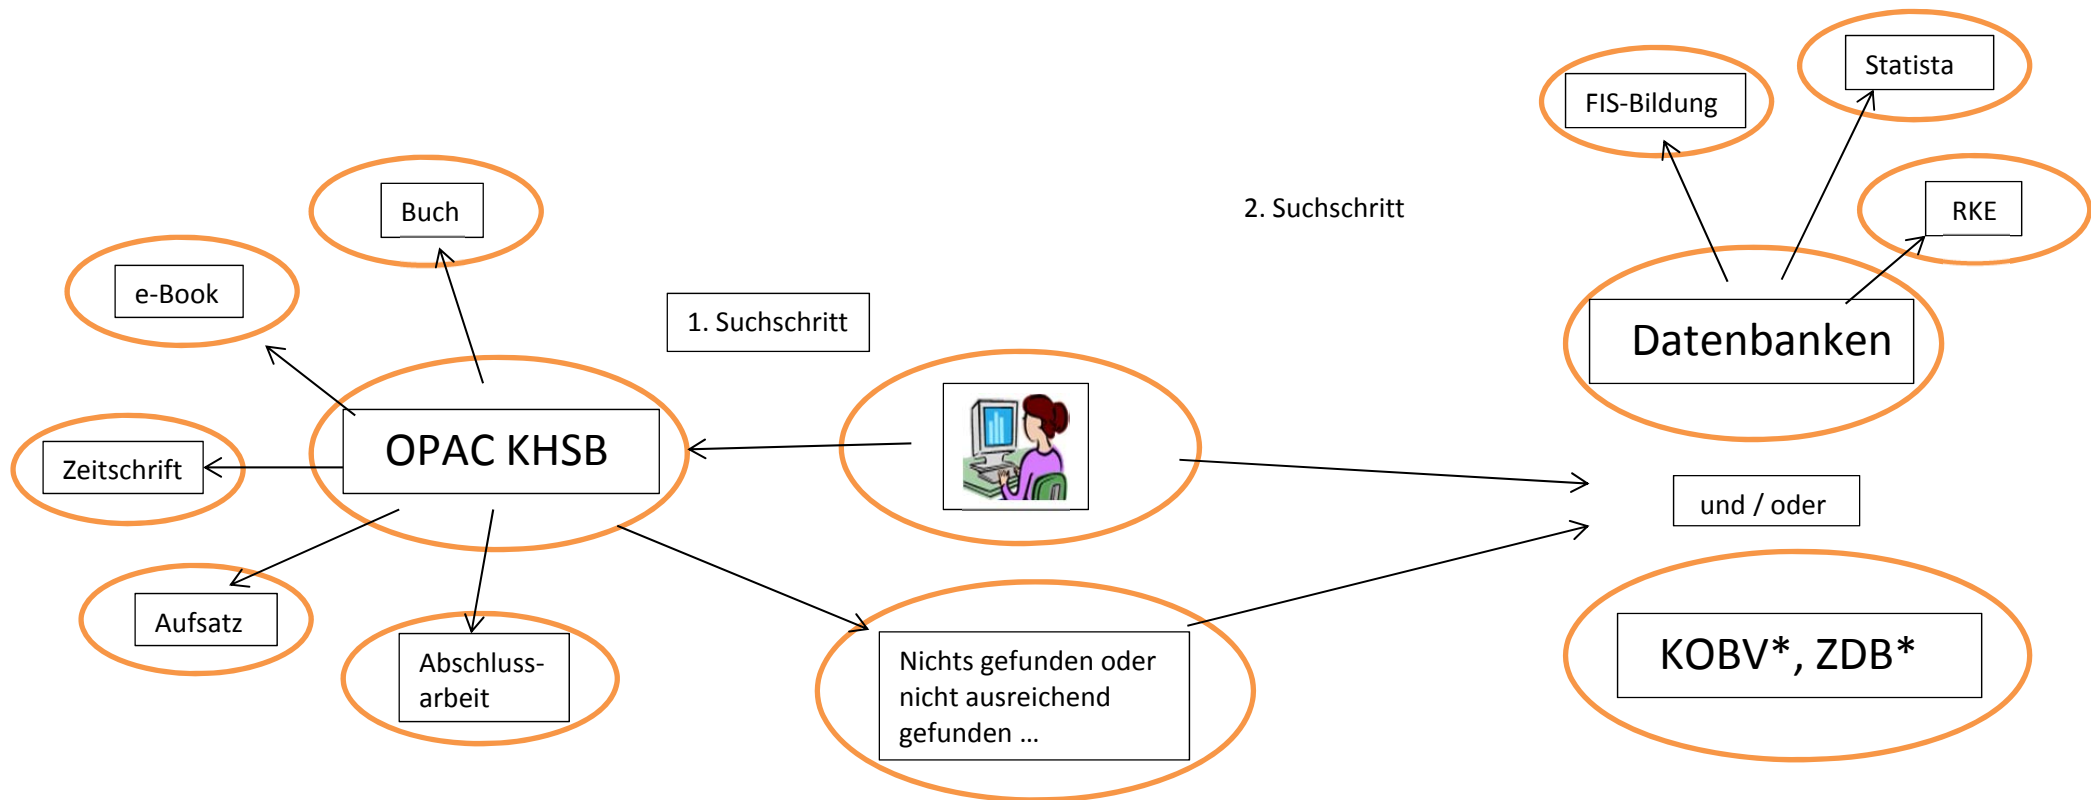 Statista
FIS-Bildung
Buch
2. Suchschritt
RKE
e-Book
1. Suchschritt
Datenbanken
OPAC KHSB
Zeitschrift
und / oder
Aufsatz
Abschluss-
arbeit
Nichts gefunden oder
nicht ausreichend
gefunden …
KOBV*, ZDB*